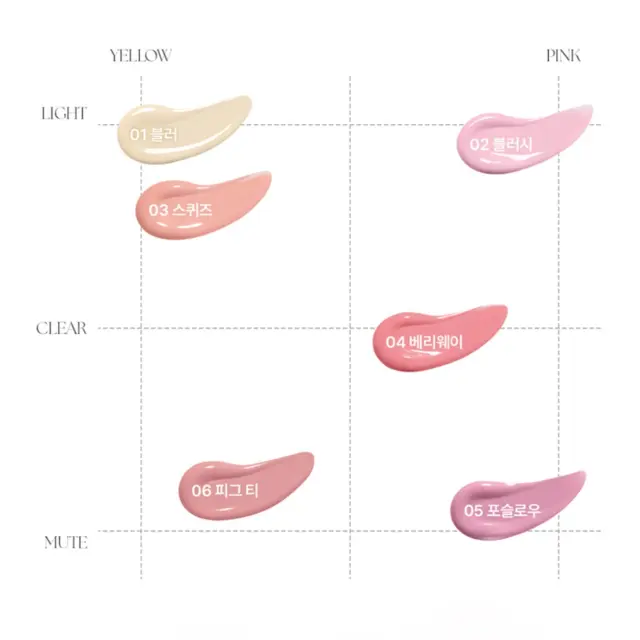 YELLOW PINK
LIGHT
01 블러
02 블러시
03 스퀴즈
CLEAR
04 베리웨이
06 피그 티
05 포슬로우
MUTE